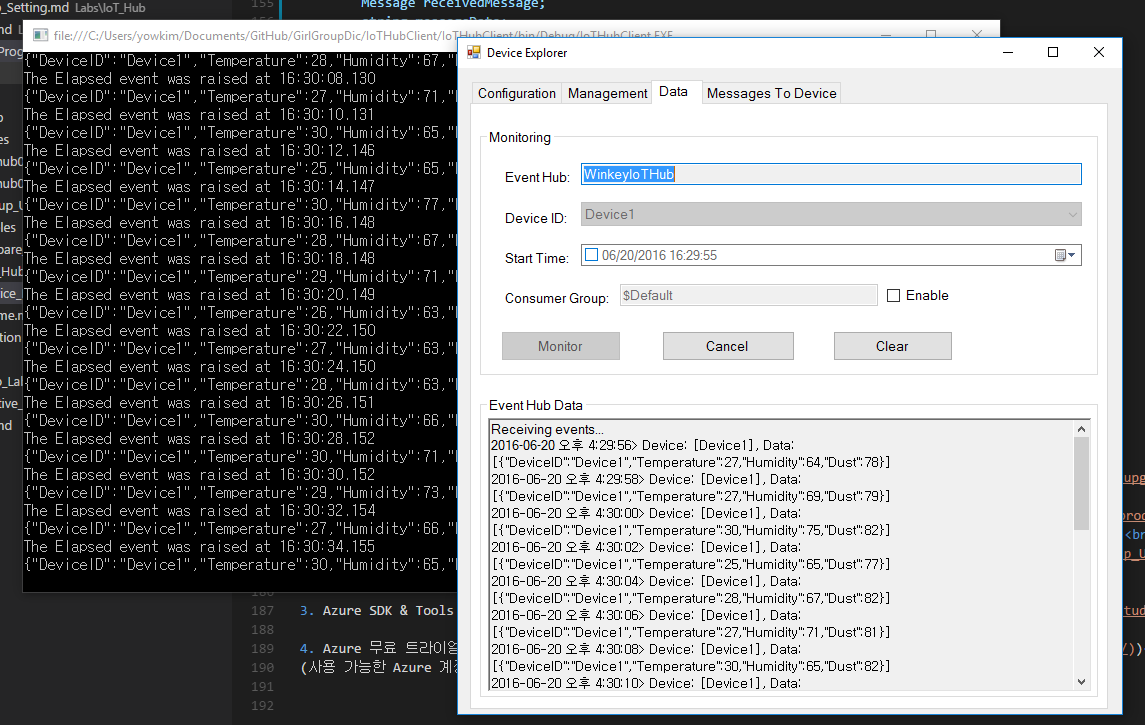 _Setting.md Labs\IoT_Hub
155 Message receivedMessage;
file:///C:/Users/yowkim/Documents/GitHub/GirlGroupDic/IoTHubClient/IoTHubClient/bin/Debug/IoTHubClient.EXE
{"DeviceID":"Device1","Temperature":28,"Humidity":67,"
The Elapsed event was raised at 16:30:08.130
{"DeviceID":"Device1","Temperature":27,"Humidity":71,"
The Elapsed event was raised at 16:30:10.131
{"DeviceID":"Device1","Temperature":30,"Humidity":65,"
The Elapsed event was raised at 16:30:12.146
{"DeviceID":"Device1","Temperature":25,"Humidity":65,"
The Elapsed event was raised at 16:30:14.147
{"DeviceID":"Device1","Temperature":30,"Humidity":77,"
The Elapsed event was raised at 16:30:16.148
{"DeviceID":"Device1","Temperature":28,"Humidity":67,"
The Elapsed event was raised at 16:30:18.148
{"DeviceID":"Device1","Temperature":29,"Humidity":71,"
The Elapsed event was raised at 16:30:20.149
{"DeviceID":"Device1","Temperature":26,"Humidity":63,"
The Elapsed event was raised at 16:30:22.150
{"DeviceID":"Device1","Temperature":27,"Humidity":63,"
The Elapsed event was raised at 16:30:24.150
{"DeviceID":"Device1","Temperature":28,"Humidity":63,"
The Elapsed event was raised at 16:30:26.151
{"DeviceID":"Device1","Temperature":30,"Humidity":66,"
The Elapsed event was raised at 16:30:28.152
{"DeviceID":"Device1","Temperature":30,"Humidity":71,"
The Elapsed event was raised at 16:30:30.152
{"DeviceID":"Device1","Temperature":29,"Humidity":73,"
The Elapsed event was raised at 16:30:32.154
{"DeviceID":"Device1","Temperature":27,"Humidity":66,"
The Elapsed event was raised at 16:30:34.155
{"DeviceID":"Device1","Temperature":30,"Humidity":65,"
187 3. Azure SDK & Tools
188
189 4. Azure 무료 트라이얼
190 (사용 가능한 Azure 계정
191
192
Device Explorer
Configuration Management Data Messages To Device
Monitoring
Event Hub: WinkeyIoTHub
Device ID: Device1
Start Time: 06/20/2016 16:29:55
Consumer Group: $Default Enable
Monitor Cancel Clear
Event Hub Data
Receiving events...
2016-06-20 오후 4:29:56> Device: [Device1], Data:
[{"DeviceID":"Device1","Temperature":27,"Humidity":64,"Dust":78}]
2016-06-20 오후 4:29:58> Device: [Device1], Data:
[{"DeviceID":"Device1","Temperature":27,"Humidity":69,"Dust":79}]
2016-06-20 오후 4:30:00> Device: [Device1], Data:
[{"DeviceID":"Device1","Temperature":30,"Humidity":75,"Dust":82}]
2016-06-20 오후 4:30:02> Device: [Device1], Data:
[{"DeviceID":"Device1","Temperature":25,"Humidity":65,"Dust":77}]
2016-06-20 오후 4:30:04> Device: [Device1], Data:
[{"DeviceID":"Device1","Temperature":28,"Humidity":67,"Dust":82}]
2016-06-20 오후 4:30:06> Device: [Device1], Data:
[{"DeviceID":"Device1","Temperature":27,"Humidity":71,"Dust":81}]
2016-06-20 오후 4:30:08> Device: [Device1], Data:
[{"DeviceID":"Device1","Temperature":30,"Humidity":65,"Dust":82}]
2016-06-20 오후 4:30:10> Device: [Device1], Data: